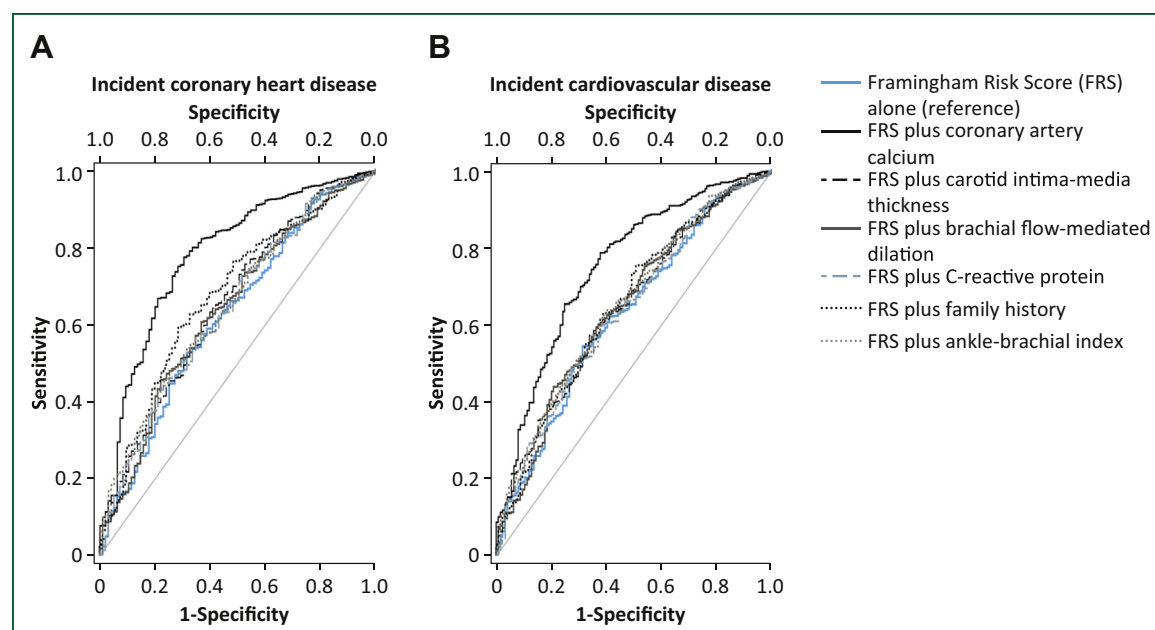 A
Incident coronary heart disease
Specificity
1.0 0.8 0.6 0.4 0.2 0.0
1.0
0.8
0.6
0.4
0.2
0
Sensitivity
0 0.2 0.4 0.6 0.8 1.0
1-Specificity
B
Incident cardiovascular disease
Specificity
1.0 0.8 0.6 0.4 0.2 0.0
1.0
0.8
0.6
0.4
0.2
0
Sensitivity
0 0.2 0.4 0.6 0.8 1.0
1-Specificity
Framingham Risk Score (FRS)
alone (reference)
FRS plus coronary artery
calcium
FRS plus carotid intima-media
thickness
FRS plus brachial flow-mediated
dilation
FRS plus C-reactive protein
FRS plus family history
FRS plus ankle-brachial index